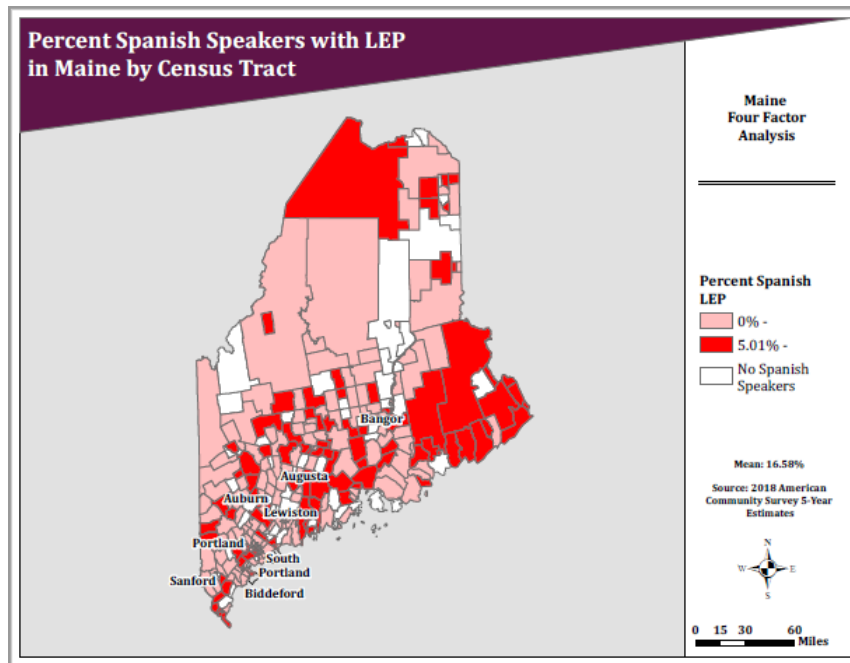 Percent Spanish Speakers with LEP
in Maine by Census Tract
Maine
Four Factor
Analysis
Percent Spanish
LEP
0% -
5.01% -
No Spanish
Speakers
Bangor
Augusta
Auburn
Lewiston
Portland
South
Portland
Sanford
Biddeford
Mean: 16.58%
Source: 2018 American
Community Survey 5-Year
Estimates
N
W
E
S
0 15 30 60
Miles